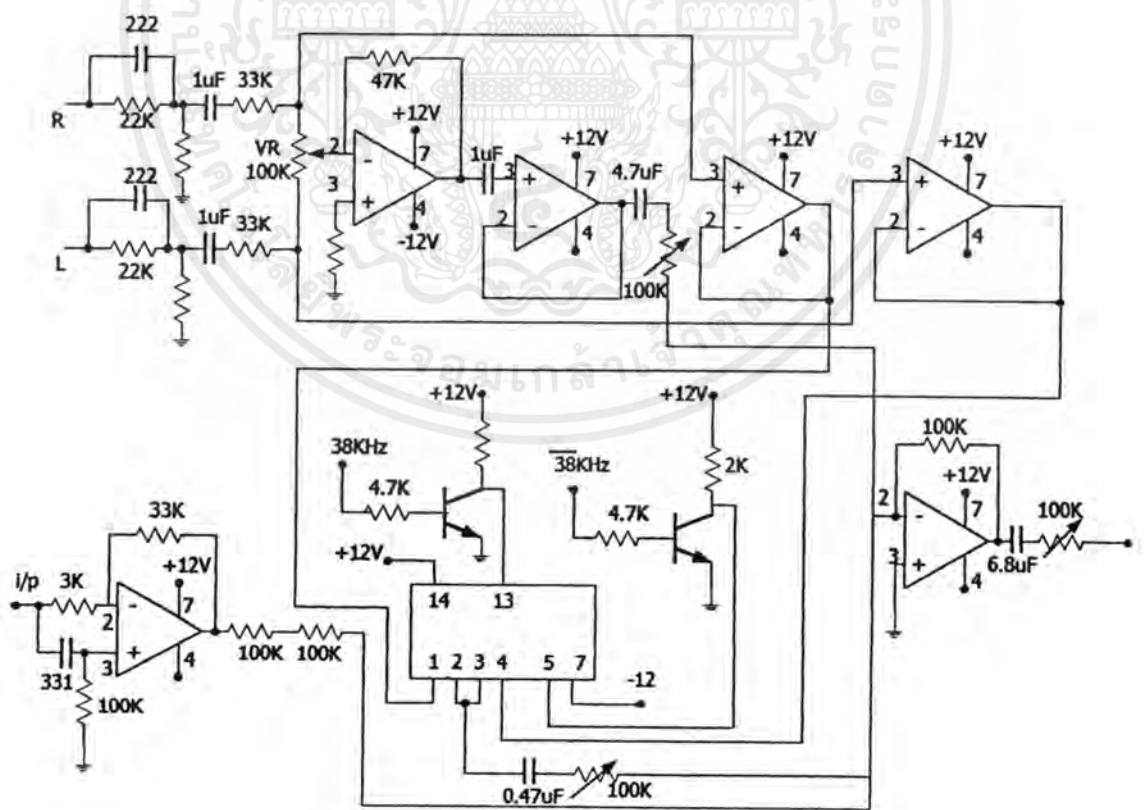 222
1uF 33K
R
22K
222
1uF 33K
L
22K
VR
100K
47K
+12V
2
-
7
3
+
4
-12V
1uF
+12V
3
+
7
2
-
4
4.7uF
100K
+12V
3
+
7
2
-
4
+12V
3
+
7
2
-
4
+12V
38KHz
4.7K
+12V
38KHz
4.7K
2K
+12V
14 13
1 2 3 4 5 7
-12
0.47uF
100K
33K
i/p
3K
+12V
-
7
2
3
+
4
331
100K
100K 100K
100K
+12V
2
-
7
3
+
4
6.8uF
100K